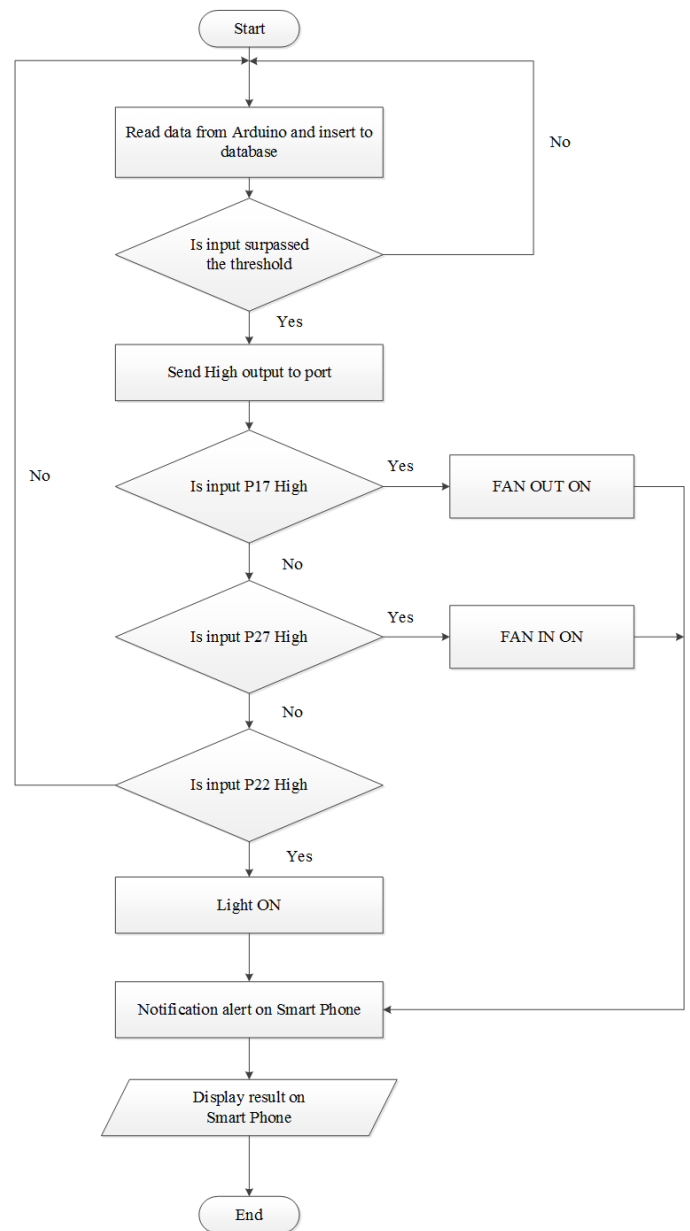 Start
Read data from Arduino and insert to
database
No
Is input surpassed
the threshold
Yes
Send High output to port
No
Is input P17 High
Yes
FAN OUT ON
No
Is input P27 High
Yes
FAN IN ON
No
Is input P22 High
Yes
Light ON
Notification alert on Smart Phone
Display result on
Smart Phone
End